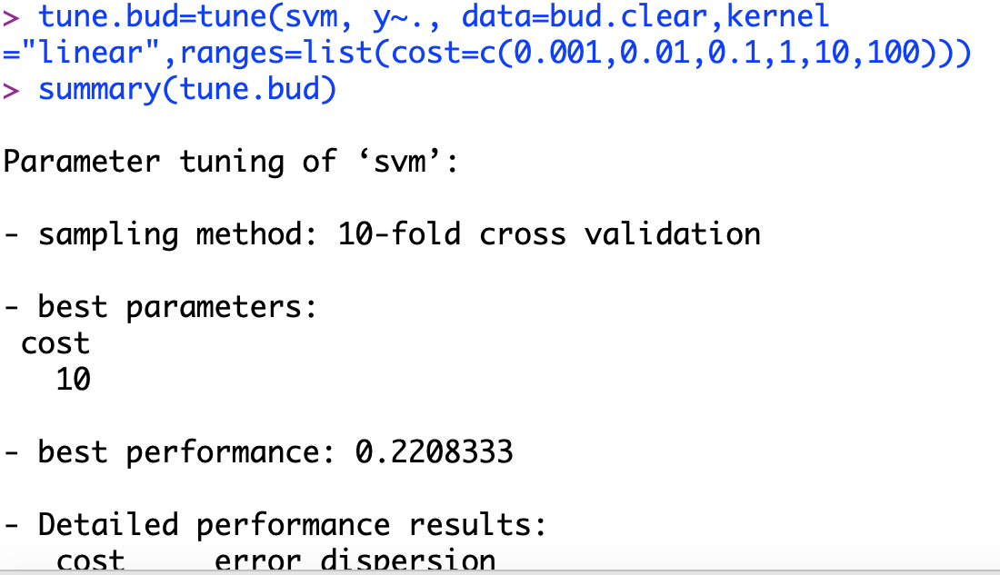 > tune.bud=tune(svm, y~., data=bud.clear,kernel
="linear",ranges=list(cost=c(0.001,0.01,0.1,1,10,100)))
> summary(tune.bud)
Parameter tuning of ‘svm’:
- sampling method: 10-fold cross validation
- best parameters:
cost
10
- best performance: 0.2208333
- Detailed performance results:
cost error dispersion